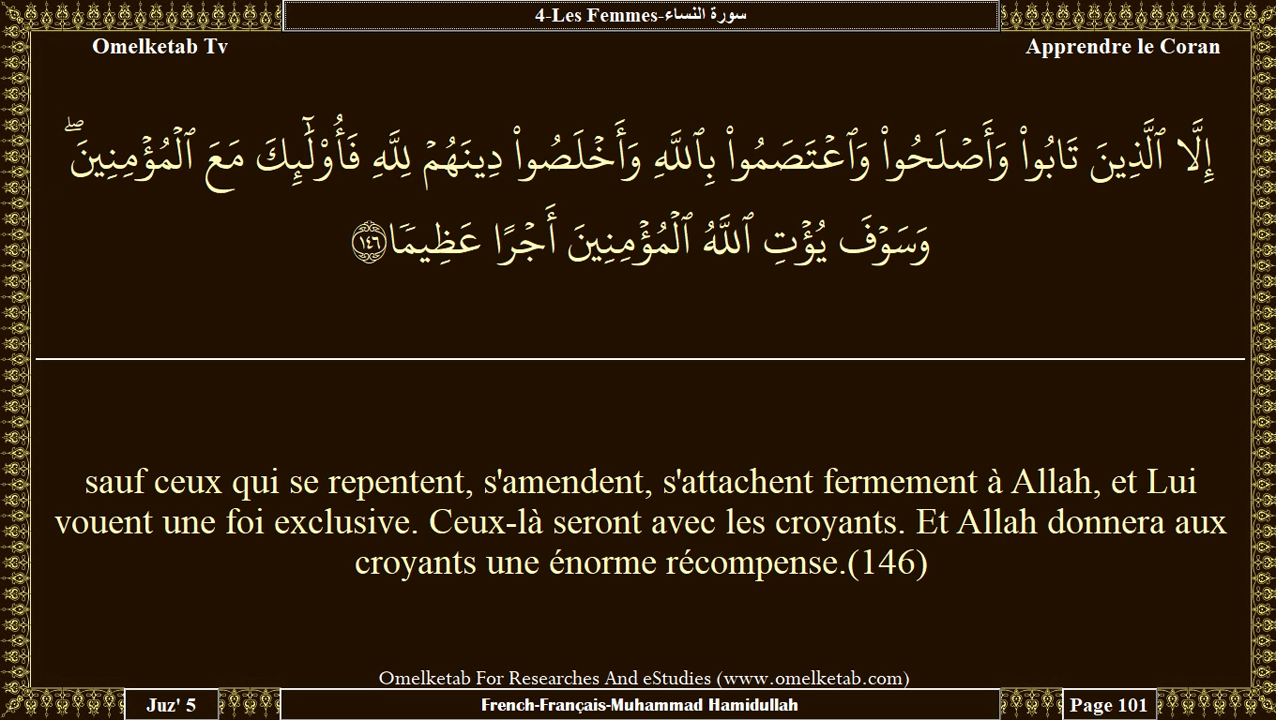 4-Les Femmes-سورة النساء
Omelketab Tv
Apprendre le Coran
إِلَّا ٱلَّذِينَ تَابُوا۟ وَأَصْلَحُوا۟ وَٱعْتَصَمُوا۟ بِٱللَّهِ وَأَخْلَصُوا۟ دِينَهُمْ لِلَّهِ فَأُو۟لَٰٓئِكَ مَعَ ٱلْمُؤْمِنِينَ ۖ
وَسَوْفَ يُؤْتِ ٱللَّهُ ٱلْمُؤْمِنِينَ أَجْرًا عَظِيمًا ١٤٦
sauf ceux qui se repentent, s'amendent, s'attachent fermement à Allah, et Lui
vouent une foi exclusive. Ceux-là seront avec les croyants. Et Allah donnera aux
croyants une énorme récompense.(146)
Omelketab For Researches And eStudies (www.omelketab.com)
Juz' 5
French-Français-Muhammad Hamidullah
Page 101